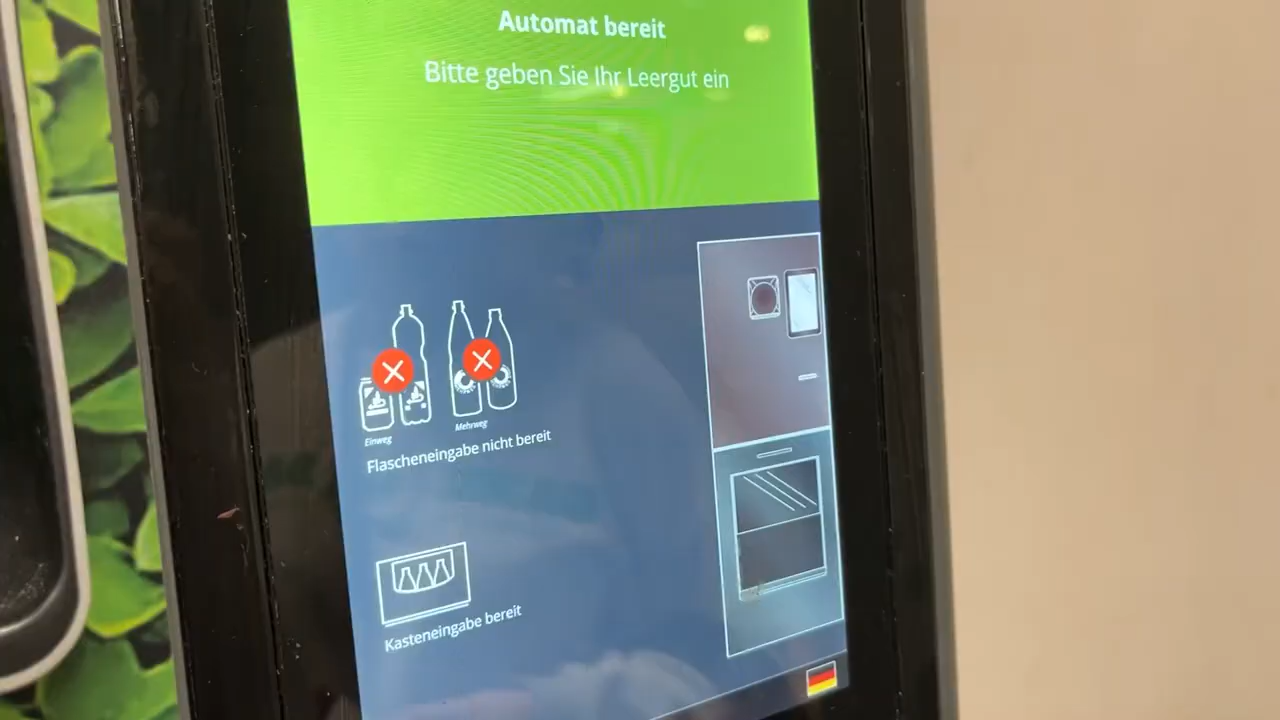 Automat bereit
Bitte geben Sie Ihr Leergut ein
Einweg
Mehrweg
Flascheneingabe nicht bereit
Kasteneingabe bereit